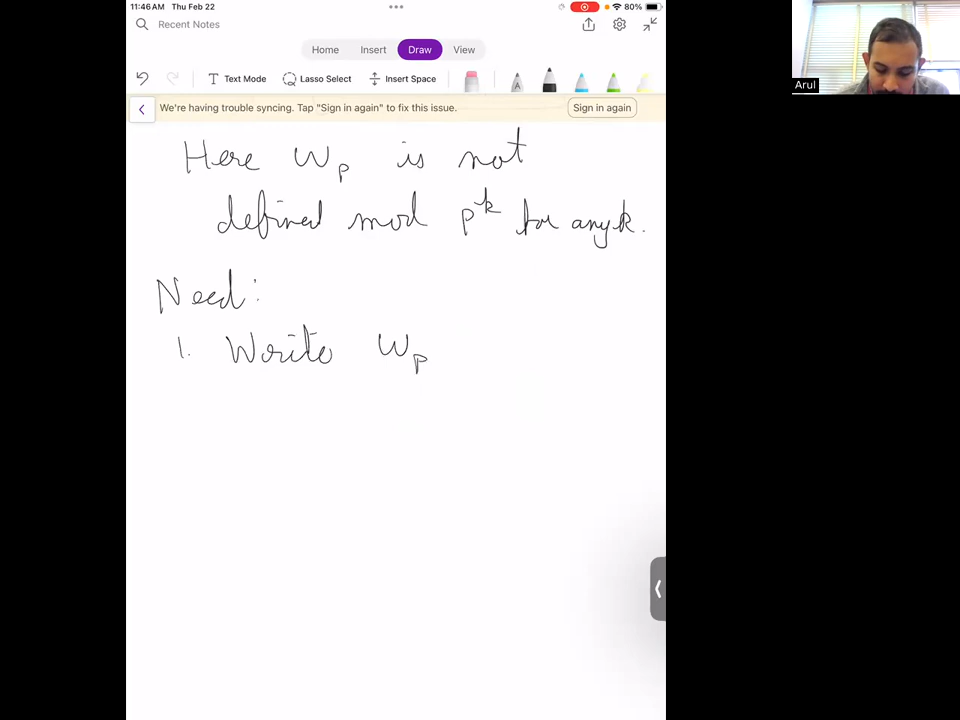 11:46 AM Thu Feb 22
80%
Recent Notes
Home Insert Draw View
Text Mode Lasso Select Insert Space
We're having trouble syncing. Tap "Sign in again" to fix this issue. Sign in again
Arul
Here Wp is not
defined mod p^k for any k.
Need:
1. Write Wp